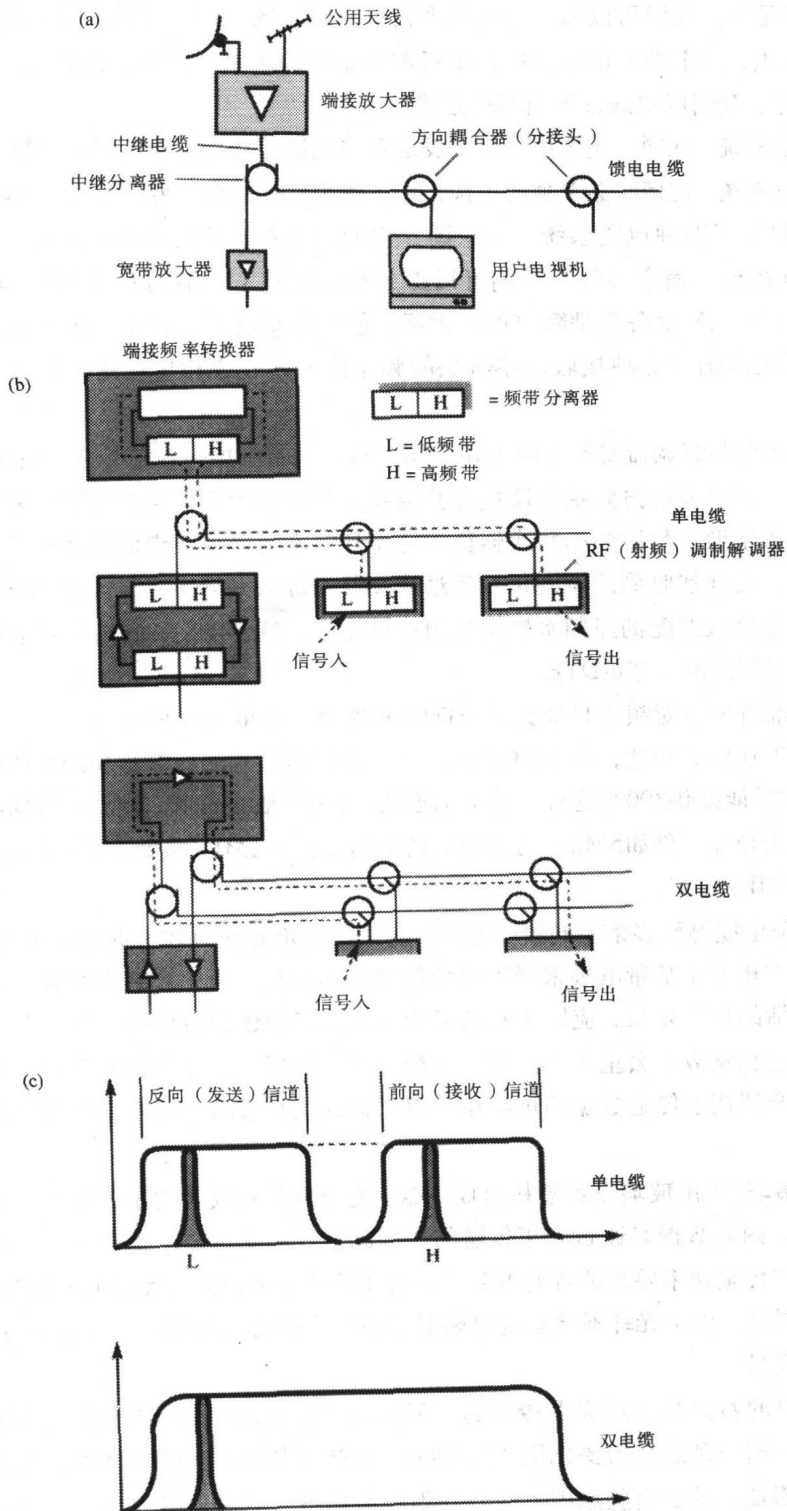 (a)
公用天线
端接放大器
中继电缆
方向耦合器（分接头）
中继分离器
馈电电缆
宽带放大器
用户电视机
端接频率转换器
(b)
L H
= 频带分离器
L H
L = 低频带
H = 高频带
单电缆
RF（射频）调制解调器
L H
L H
L H
信号入
信号出
L H
双电缆
信号入
信号出
(c)
反向（发送）信道
前向（接收）信道
单电缆
L
H
双电缆